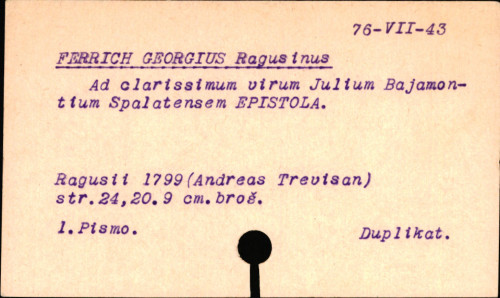 76-VII-43
FERRICH GEORGIUS Ragusinus
Ad clarissimum virum Julium Bajamon-
tium Spalatensem EPISTOLA.
Ragusii 1799(Andreas Trevisan)
str.24,20.9 cm.broš.
1.Pismo.
Duplikat.